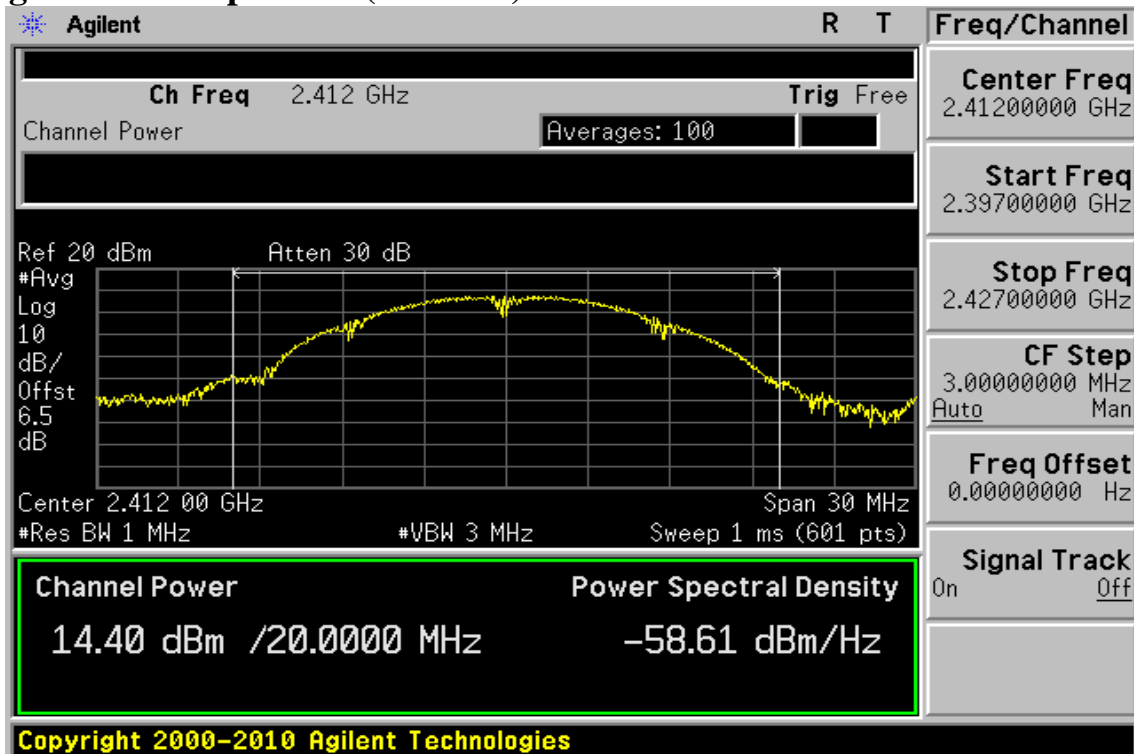 Agilent R T
Ch Freq 2.412 GHz Trig Free
Channel Power Averages: 100
Ref 20 dBm Atten 30 dB
#Avg
Log
10
dB/
Offst
6.5
dB
Center 2.412 00 GHz Span 30 MHz
#Res BW 1 MHz #VBW 3 MHz Sweep 1 ms (601 pts)
Channel Power Power Spectral Density
14.40 dBm /20.0000 MHz -58.61 dBm/Hz
Copyright 2000-2010 Agilent Technologies
Freq/Channel
Center Freq
2.41200000 GHz
Start Freq
2.39700000 GHz
Stop Freq
2.42700000 GHz
CF Step
3.00000000 MHz
Auto Man
Freq Offset
0.00000000 Hz
Signal Track
On Off